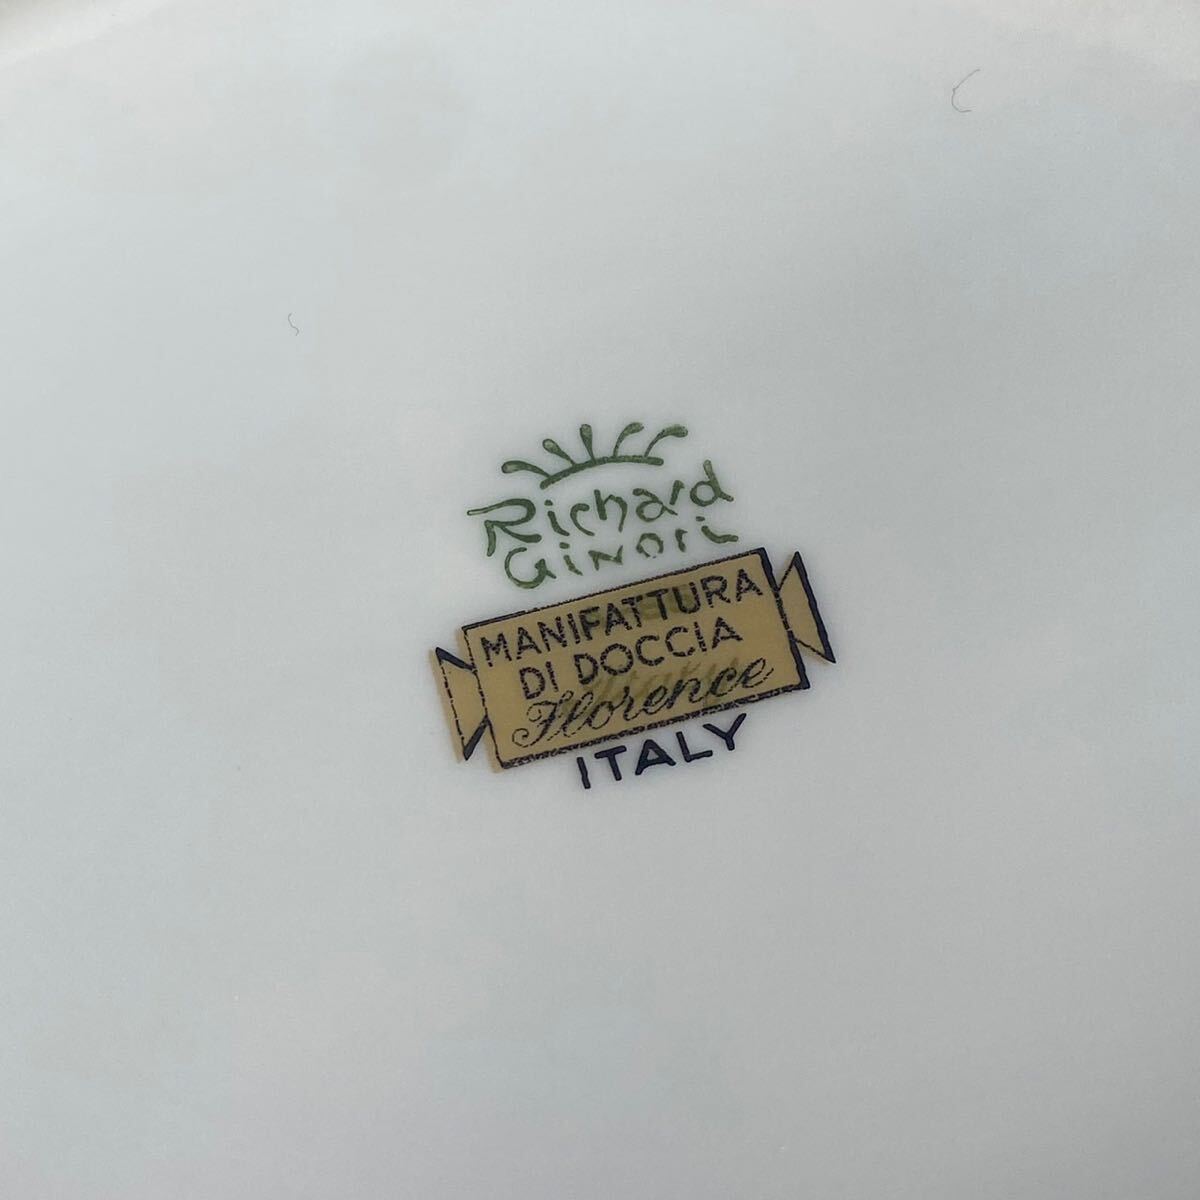 Richard
GiNori
MANIFATTURA
DI DOCCIA
Florence
ITALY